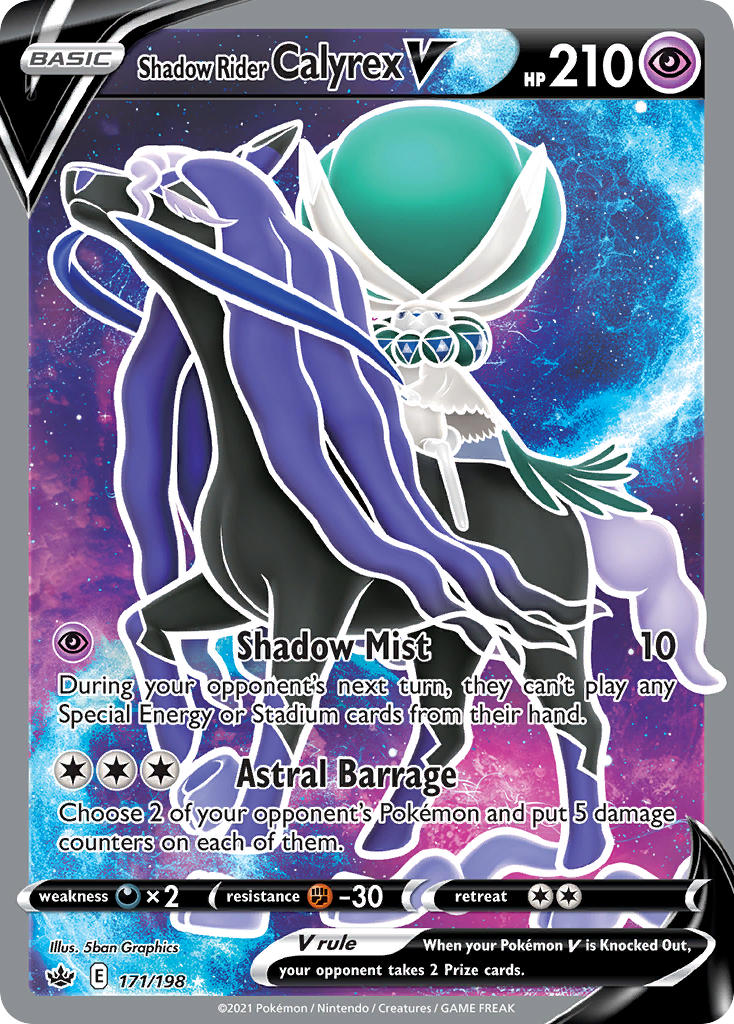 BASIC
Shadow Rider Calyrex V HP 210
Shadow Mist 10
During your opponent's next turn, they can't play any
Special Energy or Stadium cards from their hand.
Astral Barrage
Choose 2 of your opponent's Pokémon and put 5 damage
counters on each of them.
weakness ×2 resistance -30 retreat
Illus. 5ban Graphics
V rule When your Pokémon V is Knocked Out,
your opponent takes 2 Prize cards.
E 171/198
©2021 Pokémon / Nintendo / Creatures / GAME FREAK